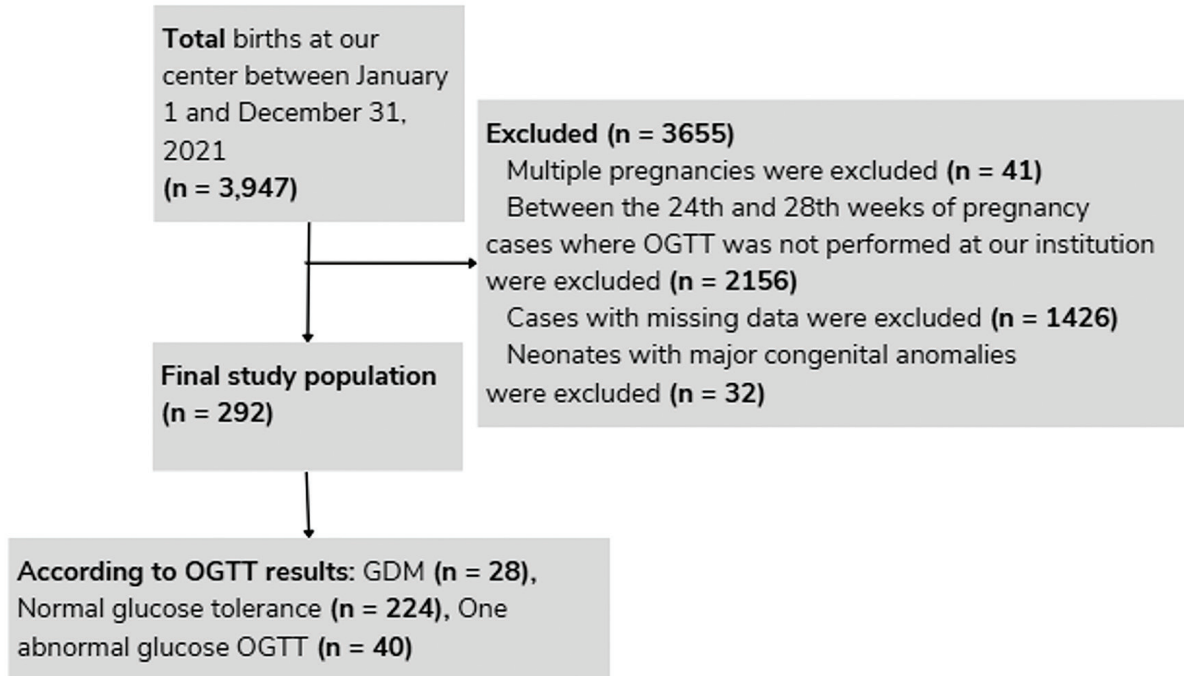 Total births at our
center between January
1 and December 31,
2021
(n = 3,947)
Excluded (n = 3655)
Multiple pregnancies were excluded (n = 41)
Between the 24th and 28th weeks of pregnancy
cases where OGTT was not performed at our institution
were excluded (n = 2156)
Cases with missing data were excluded (n = 1426)
Neonates with major congenital anomalies
were excluded (n = 32)
Final study population
(n = 292)
According to OGTT results: GDM (n = 28),
Normal glucose tolerance (n = 224), One
abnormal glucose OGTT (n = 40)